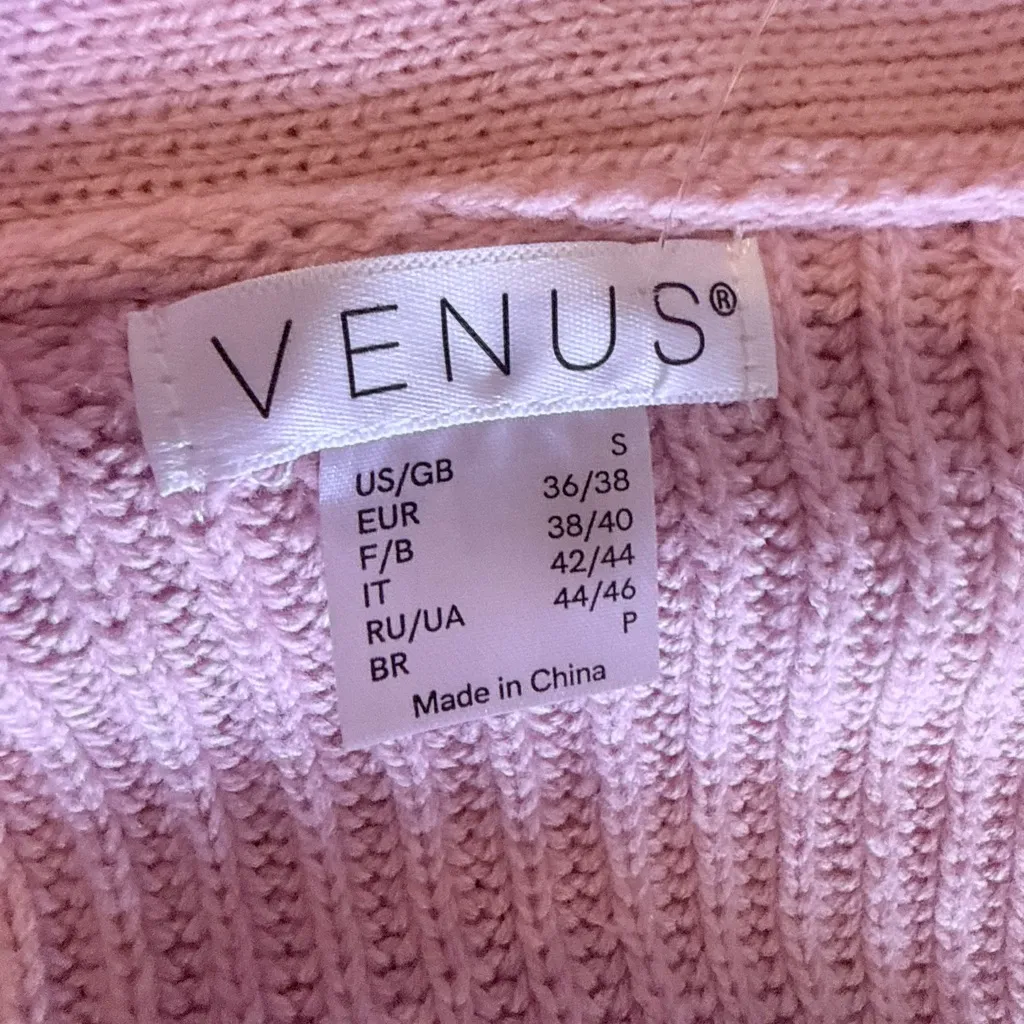 VENUS®
US/GB S
EUR 36/38
F/B 38/40
IT 42/44
RU/UA 44/46
BR P
Made in China